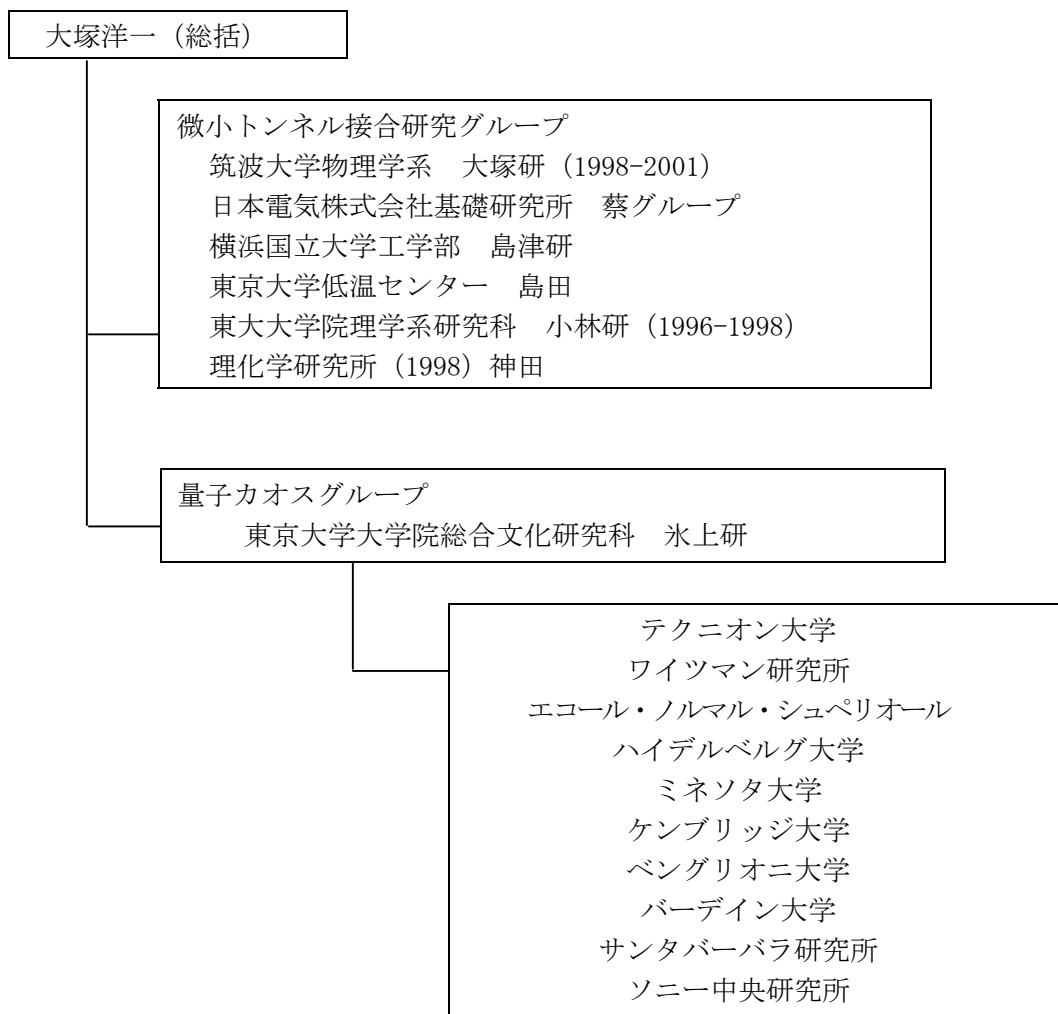 大塚洋一（総括）
微小トンネル接合研究グループ
筑波大学物理学系　大塚研（1998-2001）
日本電気株式会社基礎研究所　蔡グループ
横浜国立大学工学部　島津研
東京大学低温センター　島田
東大大学院理学系研究科　小林研（1996-1998）
理化学研究所（1998）神田
量子カオスグループ
東京大学大学院総合文化研究科　氷上研
テクニオン大学
ワイツマン研究所
エコール・ノルマル・シュペリオール
ハイデルベルグ大学
ミネソタ大学
ケンブリッジ大学
ベングリオニ大学
バーデイン大学
サンタバーバラ研究所
ソニー中央研究所